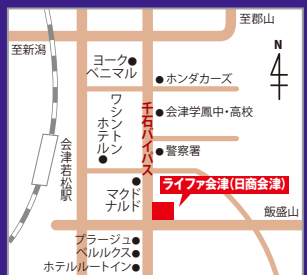 至郡山
至新潟
N
ヨーク
ベニマル
ホンダカーズ
ワシントン
ホテル
千石バイパス
会津学鳳中・高校
会津若松駅
警察署
マクド
ナルド
ライファ会津(日商会津)
飯盛山
プラージュ
ベルルクス
ホテルルートイン